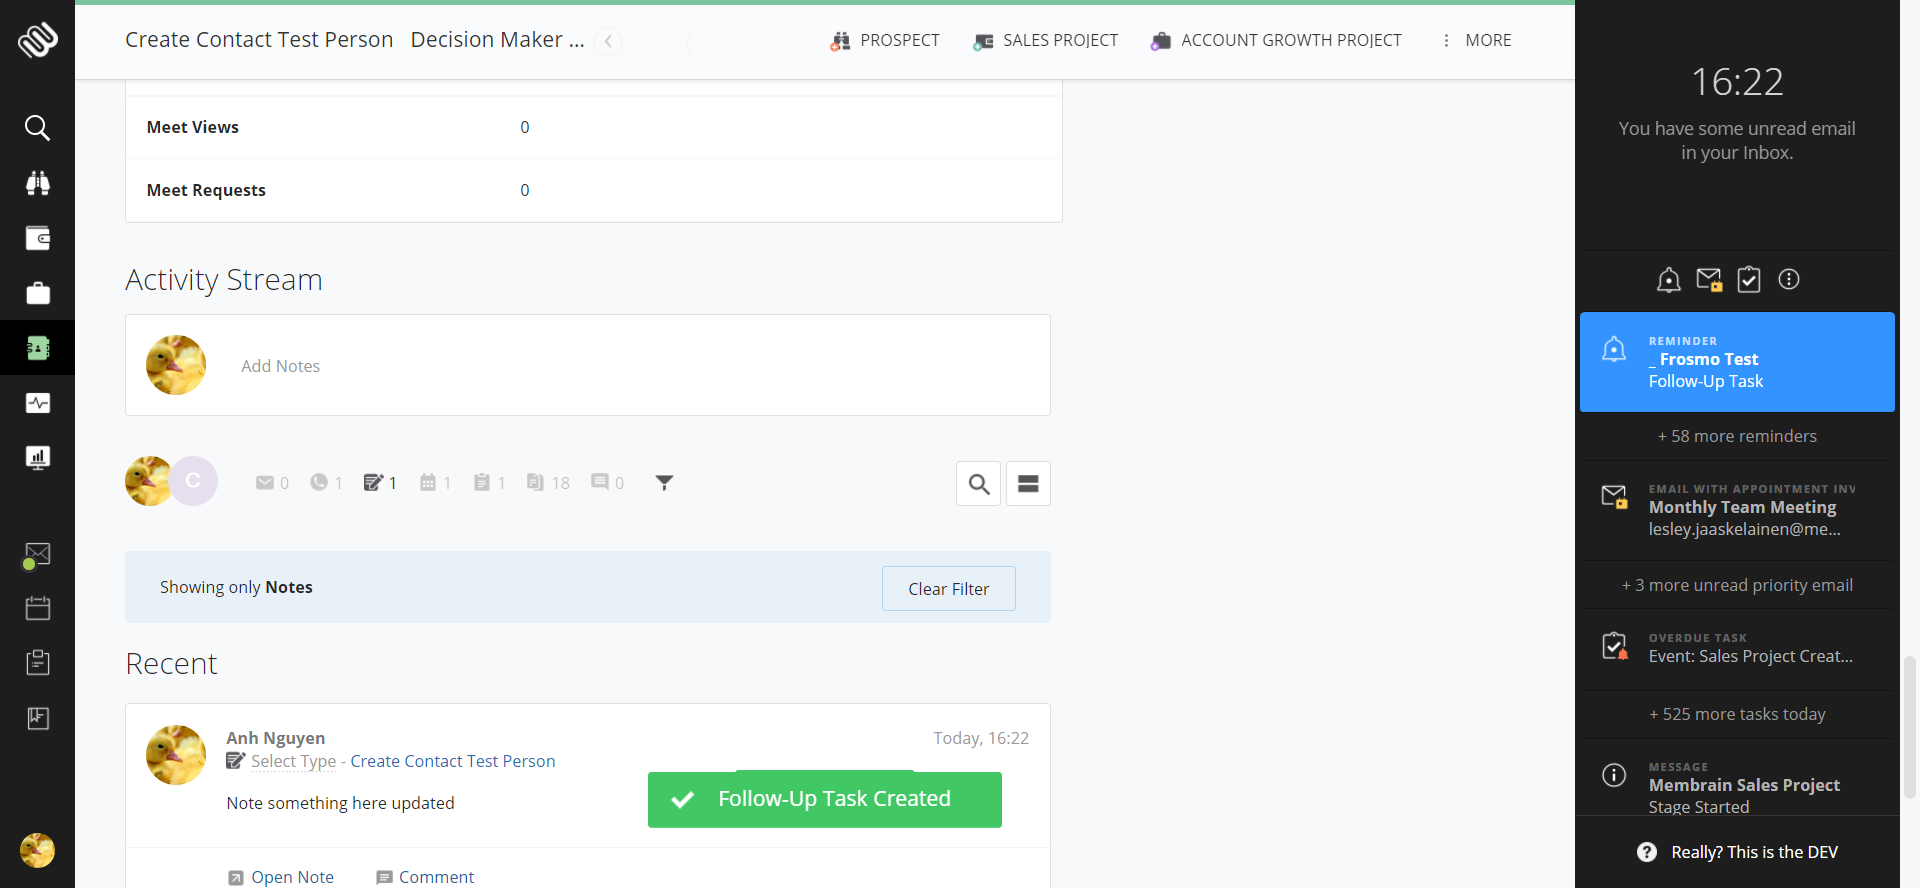 Create Contact Test Person Decision Maker ...
PROSPECT
SALES PROJECT
ACCOUNT GROWTH PROJECT
MORE
Meet Views 0
Meet Requests 0
Activity Stream
Add Notes
C
0 1 1 1 1 18 0
Showing only Notes
Clear Filter
Recent
Anh Nguyen
Today, 16:22
Select Type - Create Contact Test Person
Note something here updated
Follow-Up Task Created
Open Note
Comment
16:22
You have some unread email
in your Inbox.
REMINDER
_ Frosmo Test
Follow-Up Task
+ 58 more reminders
EMAIL WITH APPOINTMENT INV
Monthly Team Meeting
lesley.jaaskelainen@me...
+ 3 more unread priority email
OVERDUE TASK
Event: Sales Project Creat...
+ 525 more tasks today
MESSAGE
Membrain Sales Project
Stage Started
Really? This is the DEV